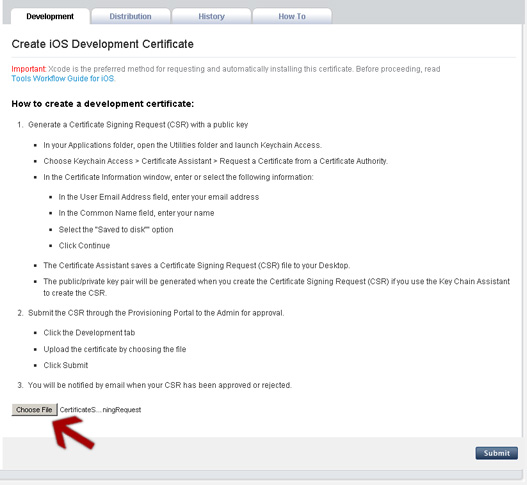 Development Distribution History How To
Create iOS Development Certificate
Important: Xcode is the preferred method for requesting and automatically installing this certificate. Before proceeding, read
Tools Workflow Guide for iOS.
How to create a development certificate:
1. Generate a Certificate Signing Request (CSR) with a public key
In your Applications folder, open the Utilities folder and launch Keychain Access.
Choose Keychain Access > Certificate Assistant > Request a Certificate from a Certificate Authority.
In the Certificate Information window, enter or select the following information:
In the User Email Address field, enter your email address
In the Common Name field, enter your name
Select the "Saved to disk"" option
Click Continue
The Certificate Assistant saves a Certificate Signing Request (CSR) file to your Desktop.
The public/private key pair will be generated when you create the Certificate Signing Request (CSR) if you use the Key Chain Assistant
to create the CSR.
2. Submit the CSR through the Provisioning Portal to the Admin for approval.
Click the Development tab
Upload the certificate by choosing the file
Click Submit
3. You will be notified by email when your CSR has been approved or rejected.
Choose File CertificateS...ningRequest
Submit